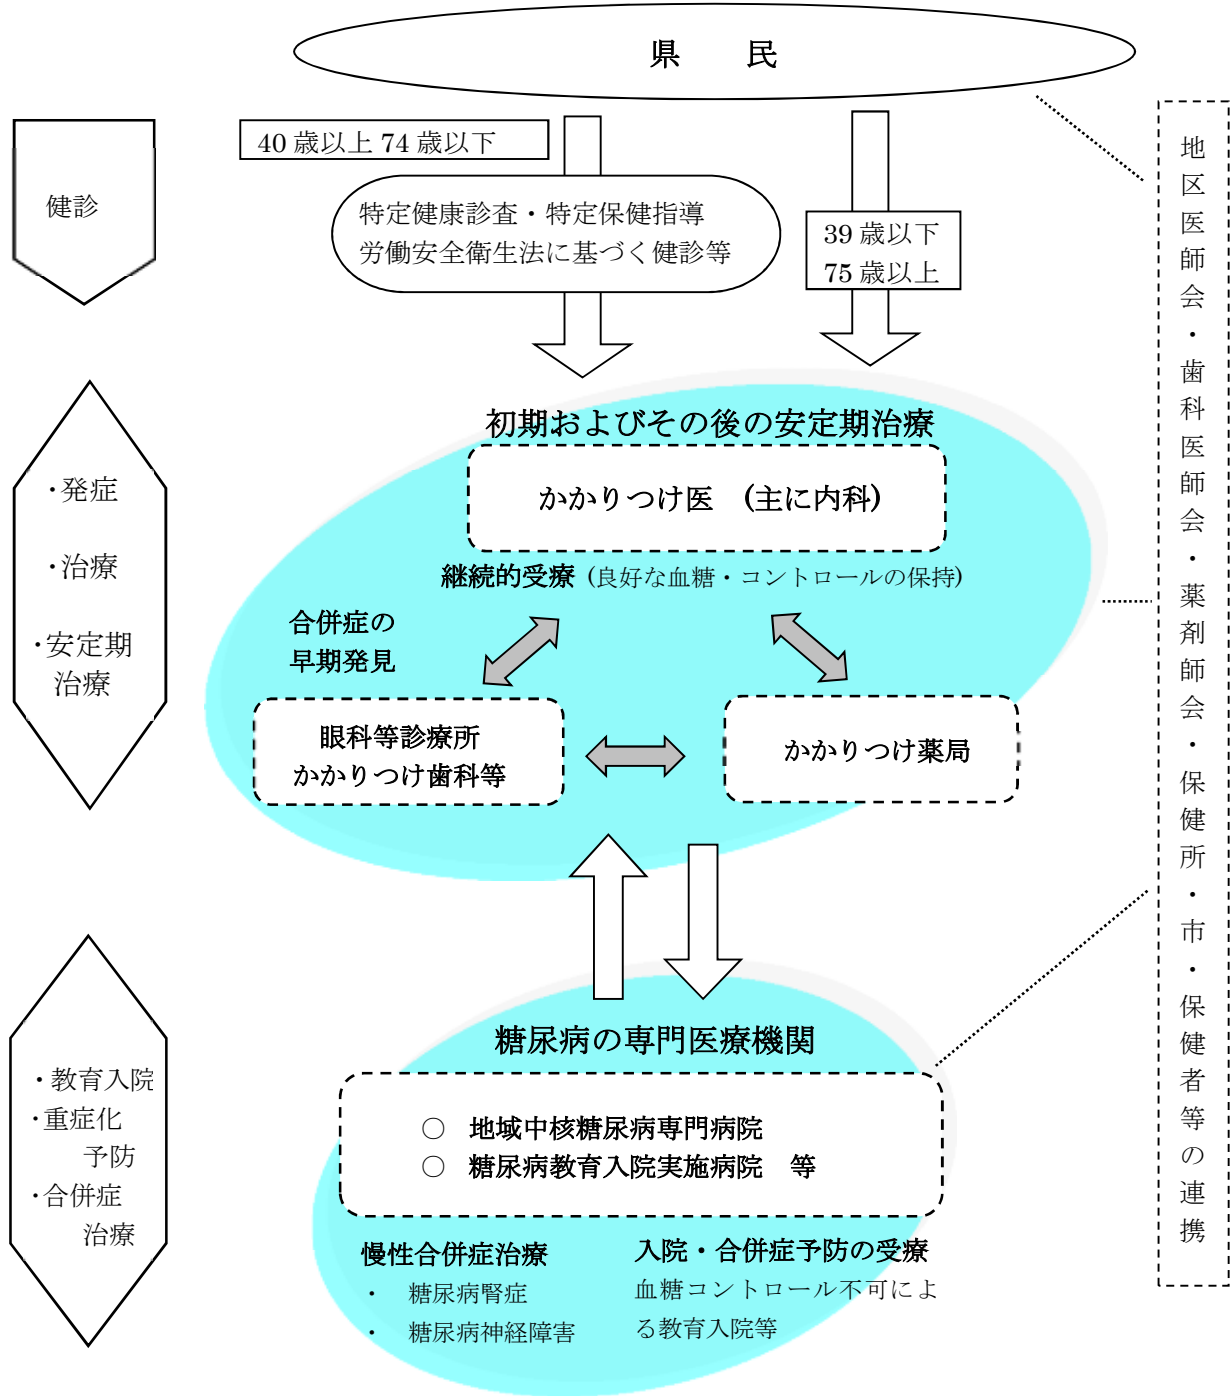 県　　民
40 歳以上 74 歳以下
健診
特定健康診査・特定保健指導
労働安全衛生法に基づく健診等
39 歳以下
75 歳以上
初期およびその後の安定期治療
かかりつけ医　(主に内科)
継続的受療 (良好な血糖・コントロールの保持)
合併症の
早期発見
・発症
・治療
・安定期
治療
眼科等診療所
かかりつけ歯科等
かかりつけ薬局
糖尿病の専門医療機関
○　地域中核糖尿病専門病院
○　糖尿病教育入院実施病院　等
・教育入院
・重症化
予防
・合併症
治療
慢性合併症治療
・　糖尿病腎症
・　糖尿病神経障害
入院・合併症予防の受療
血糖コントロール不可によ
る教育入院等
地区医師会・歯科医師会・薬剤師会・保健所・市・保健者等の連携